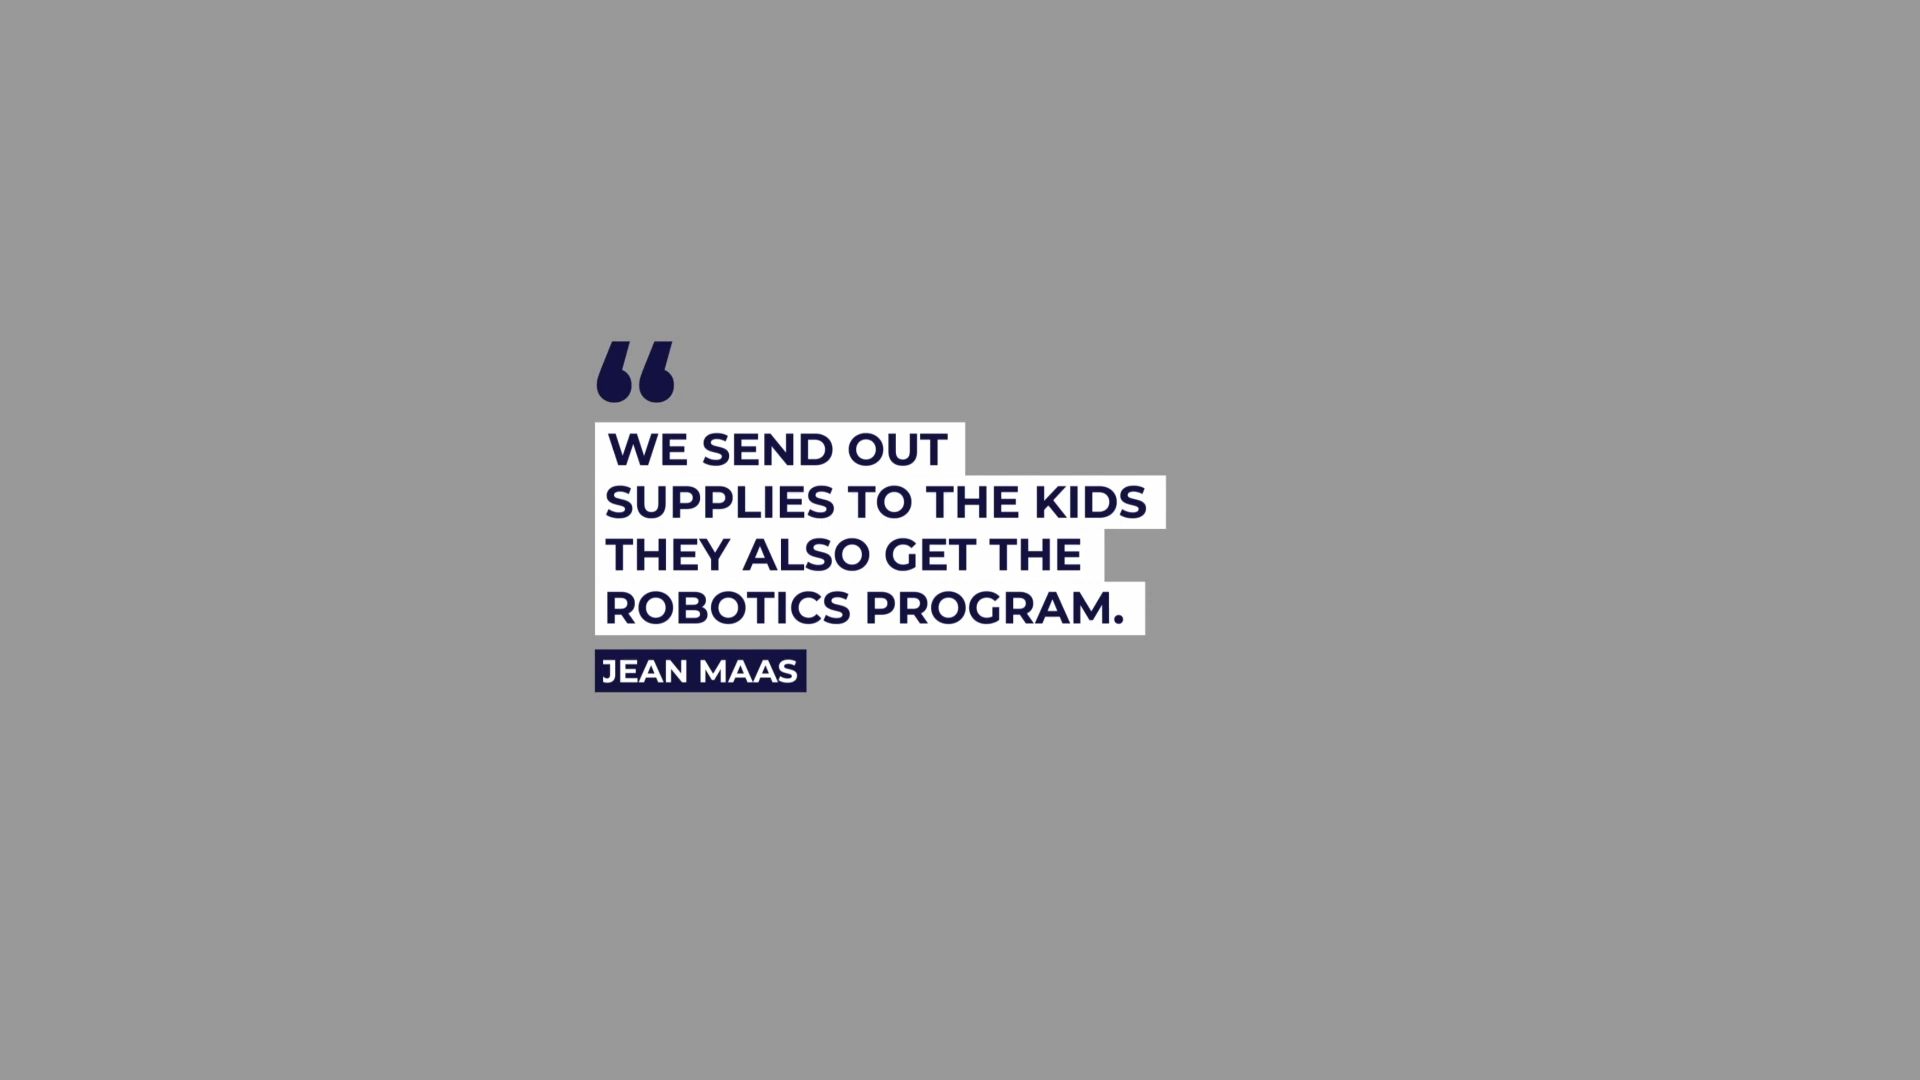 “
WE SEND OUT
SUPPLIES TO THE KIDS
THEY ALSO GET THE
ROBOTICS PROGRAM.
JEAN MAAS